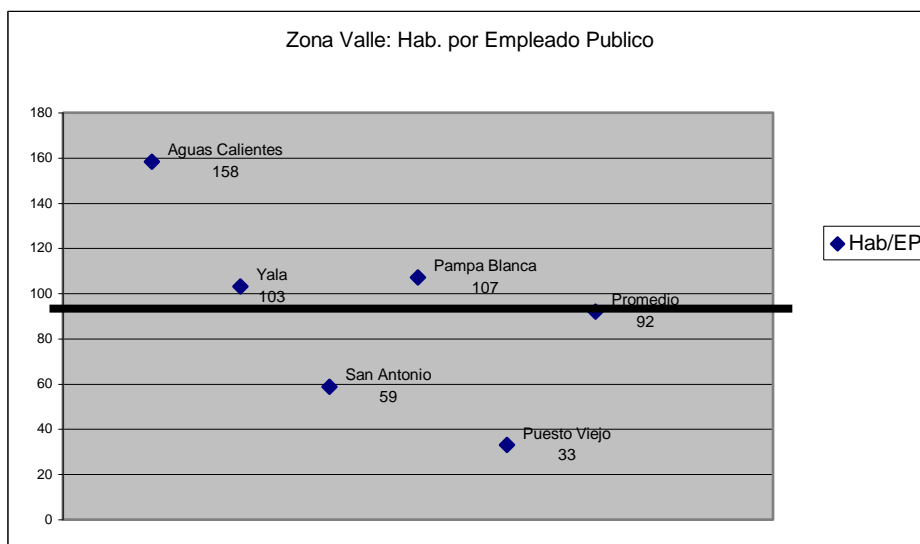 Zona Valle: Hab. por Empleado Publico
180
160
140
120
100
80
60
40
20
0
Aguas Calientes
158
Yala
103
Pampa Blanca
107
Promedio
92
San Antonio
59
Puesto Viejo
33
Hab/EP